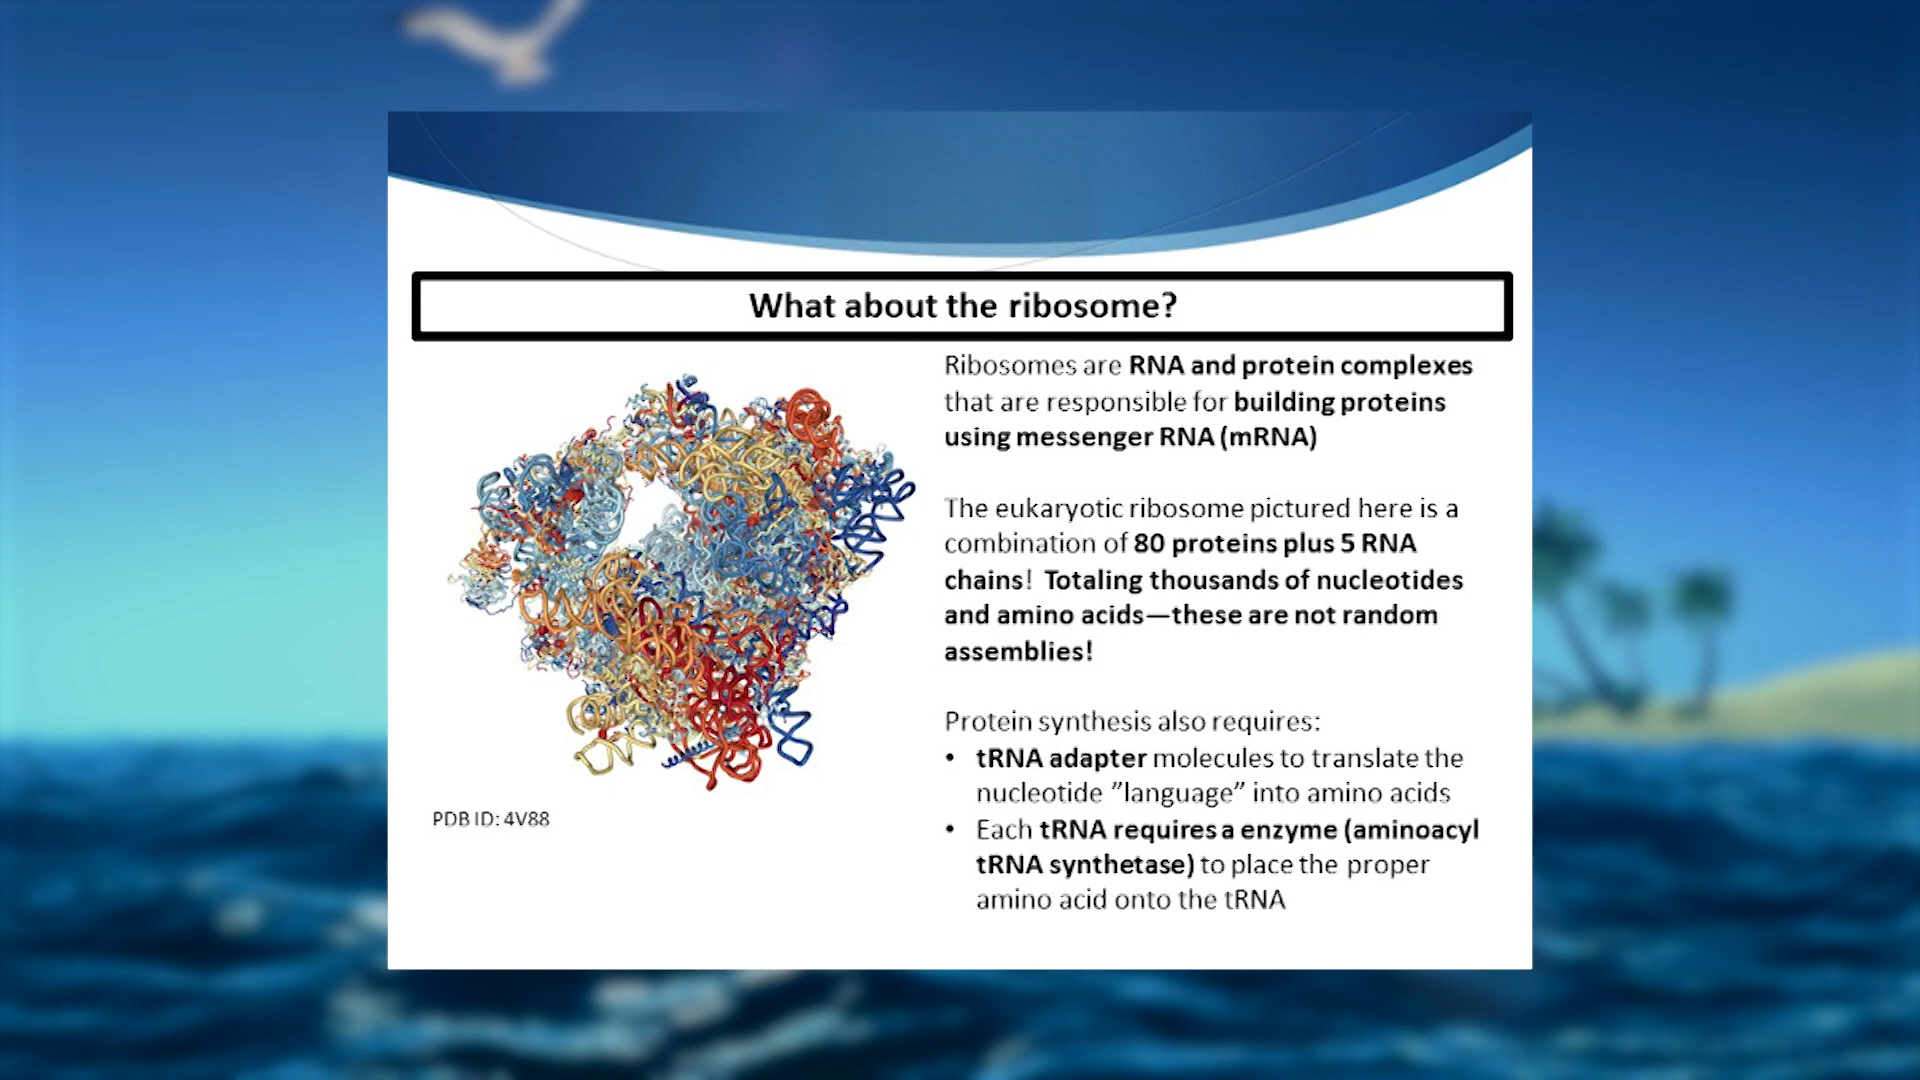 What about the ribosome?
Ribosomes are RNA and protein complexes
that are responsible for building proteins
using messenger RNA (mRNA)
The eukaryotic ribosome pictured here is a
combination of 80 proteins plus 5 RNA
chains! Totaling thousands of nucleotides
and amino acids—these are not random
assemblies!
Protein synthesis also requires:
• tRNA adapter molecules to translate the
nucleotide ”language” into amino acids
• Each tRNA requires a enzyme (aminoacyl
tRNA synthetase) to place the proper
amino acid onto the tRNA
PDB ID: 4V88